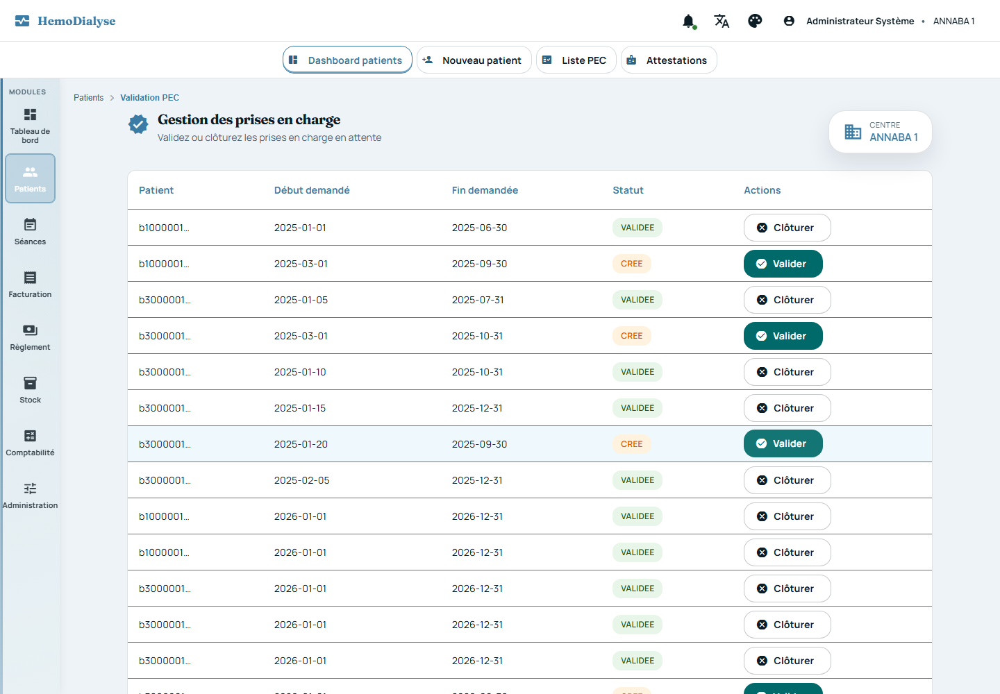 HemoDialyse
Administrateur Système • ANNABA 1
Dashboard patients
Nouveau patient
Liste PEC
Attestations
MODULES
Tableau de bord
Patients
Séances
Facturation
Règlement
Stock
Comptabilité
Administration
Patients > Validation PEC
Gestion des prises en charge
Validez ou clôturez les prises en charge en attente
CENTRE
ANNABA 1
Patient Début demandé Fin demandée Statut Actions
b1000001... 2025-01-01 2025-06-30 VALIDEE Clôturer
b1000001... 2025-03-01 2025-09-30 CREE Valider
b3000001... 2025-01-05 2025-07-31 VALIDEE Clôturer
b3000001... 2025-03-01 2025-10-31 CREE Valider
b3000001... 2025-01-10 2025-10-31 VALIDEE Clôturer
b3000001... 2025-01-15 2025-12-31 VALIDEE Clôturer
b3000001... 2025-01-20 2025-09-30 CREE Valider
b3000001... 2025-02-05 2025-12-31 VALIDEE Clôturer
b1000001... 2026-01-01 2026-12-31 VALIDEE Clôturer
b1000001... 2026-01-01 2026-12-31 VALIDEE Clôturer
b3000001... 2026-01-01 2026-12-31 VALIDEE Clôturer
b3000001... 2026-01-01 2026-12-31 VALIDEE Clôturer
b3000001... 2026-01-01 2026-12-31 VALIDEE Clôturer